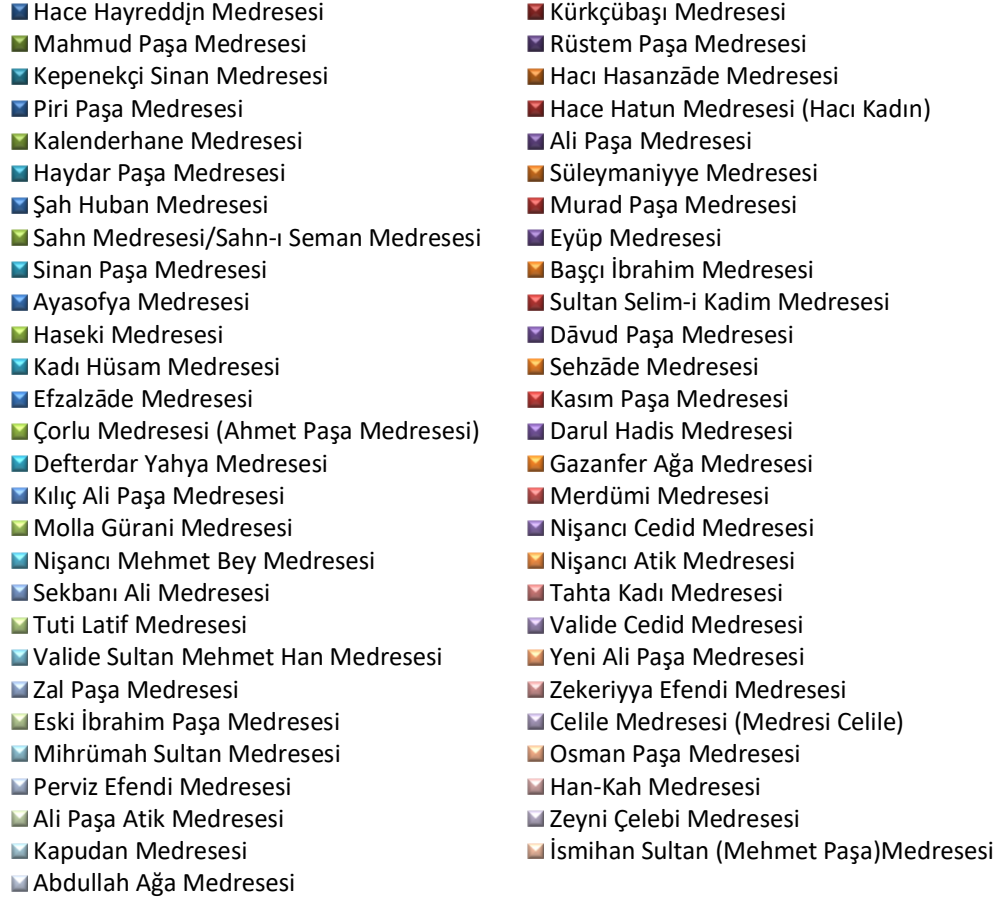 Hace Hayreddįn Medresesi
Kürkçübaşı Medresesi
Mahmud Paşa Medresesi
Rüstem Paşa Medresesi
Kepenekçi Sinan Medresesi
Hacı Hasanzāde Medresesi
Piri Paşa Medresesi
Hace Hatun Medresesi (Hacı Kadın)
Kalenderhane Medresesi
Ali Paşa Medresesi
Haydar Paşa Medresesi
Süleymaniyye Medresesi
Şah Huban Medresesi
Murad Paşa Medresesi
Sahn Medresesi/Sahn-ı Seman Medresesi
Eyüp Medresesi
Sinan Paşa Medresesi
Başçı İbrahim Medresesi
Ayasofya Medresesi
Sultan Selim-i Kadim Medresesi
Haseki Medresesi
Dāvud Paşa Medresesi
Kadı Hüsam Medresesi
Sehzāde Medresesi
Efzalzāde Medresesi
Kasım Paşa Medresesi
Çorlu Medresesi (Ahmet Paşa Medresesi)
Darul Hadis Medresesi
Defterdar Yahya Medresesi
Gazanfer Ağa Medresesi
Kılıç Ali Paşa Medresesi
Merdümi Medresesi
Molla Gürani Medresesi
Nişancı Cedid Medresesi
Nişancı Mehmet Bey Medresesi
Nişancı Atik Medresesi
Sekbanı Ali Medresesi
Tahta Kadı Medresesi
Tuti Latif Medresesi
Valide Cedid Medresesi
Valide Sultan Mehmet Han Medresesi
Yeni Ali Paşa Medresesi
Zal Paşa Medresesi
Zekeriyya Efendi Medresesi
Eski İbrahim Paşa Medresesi
Celile Medresesi (Medresi Celile)
Mihrümah Sultan Medresesi
Osman Paşa Medresesi
Perviz Efendi Medresesi
Han-Kah Medresesi
Ali Paşa Atik Medresesi
Zeyni Çelebi Medresesi
Kapudan Medresesi
İsmihan Sultan (Mehmet Paşa)Medresesi
Abdullah Ağa Medresesi